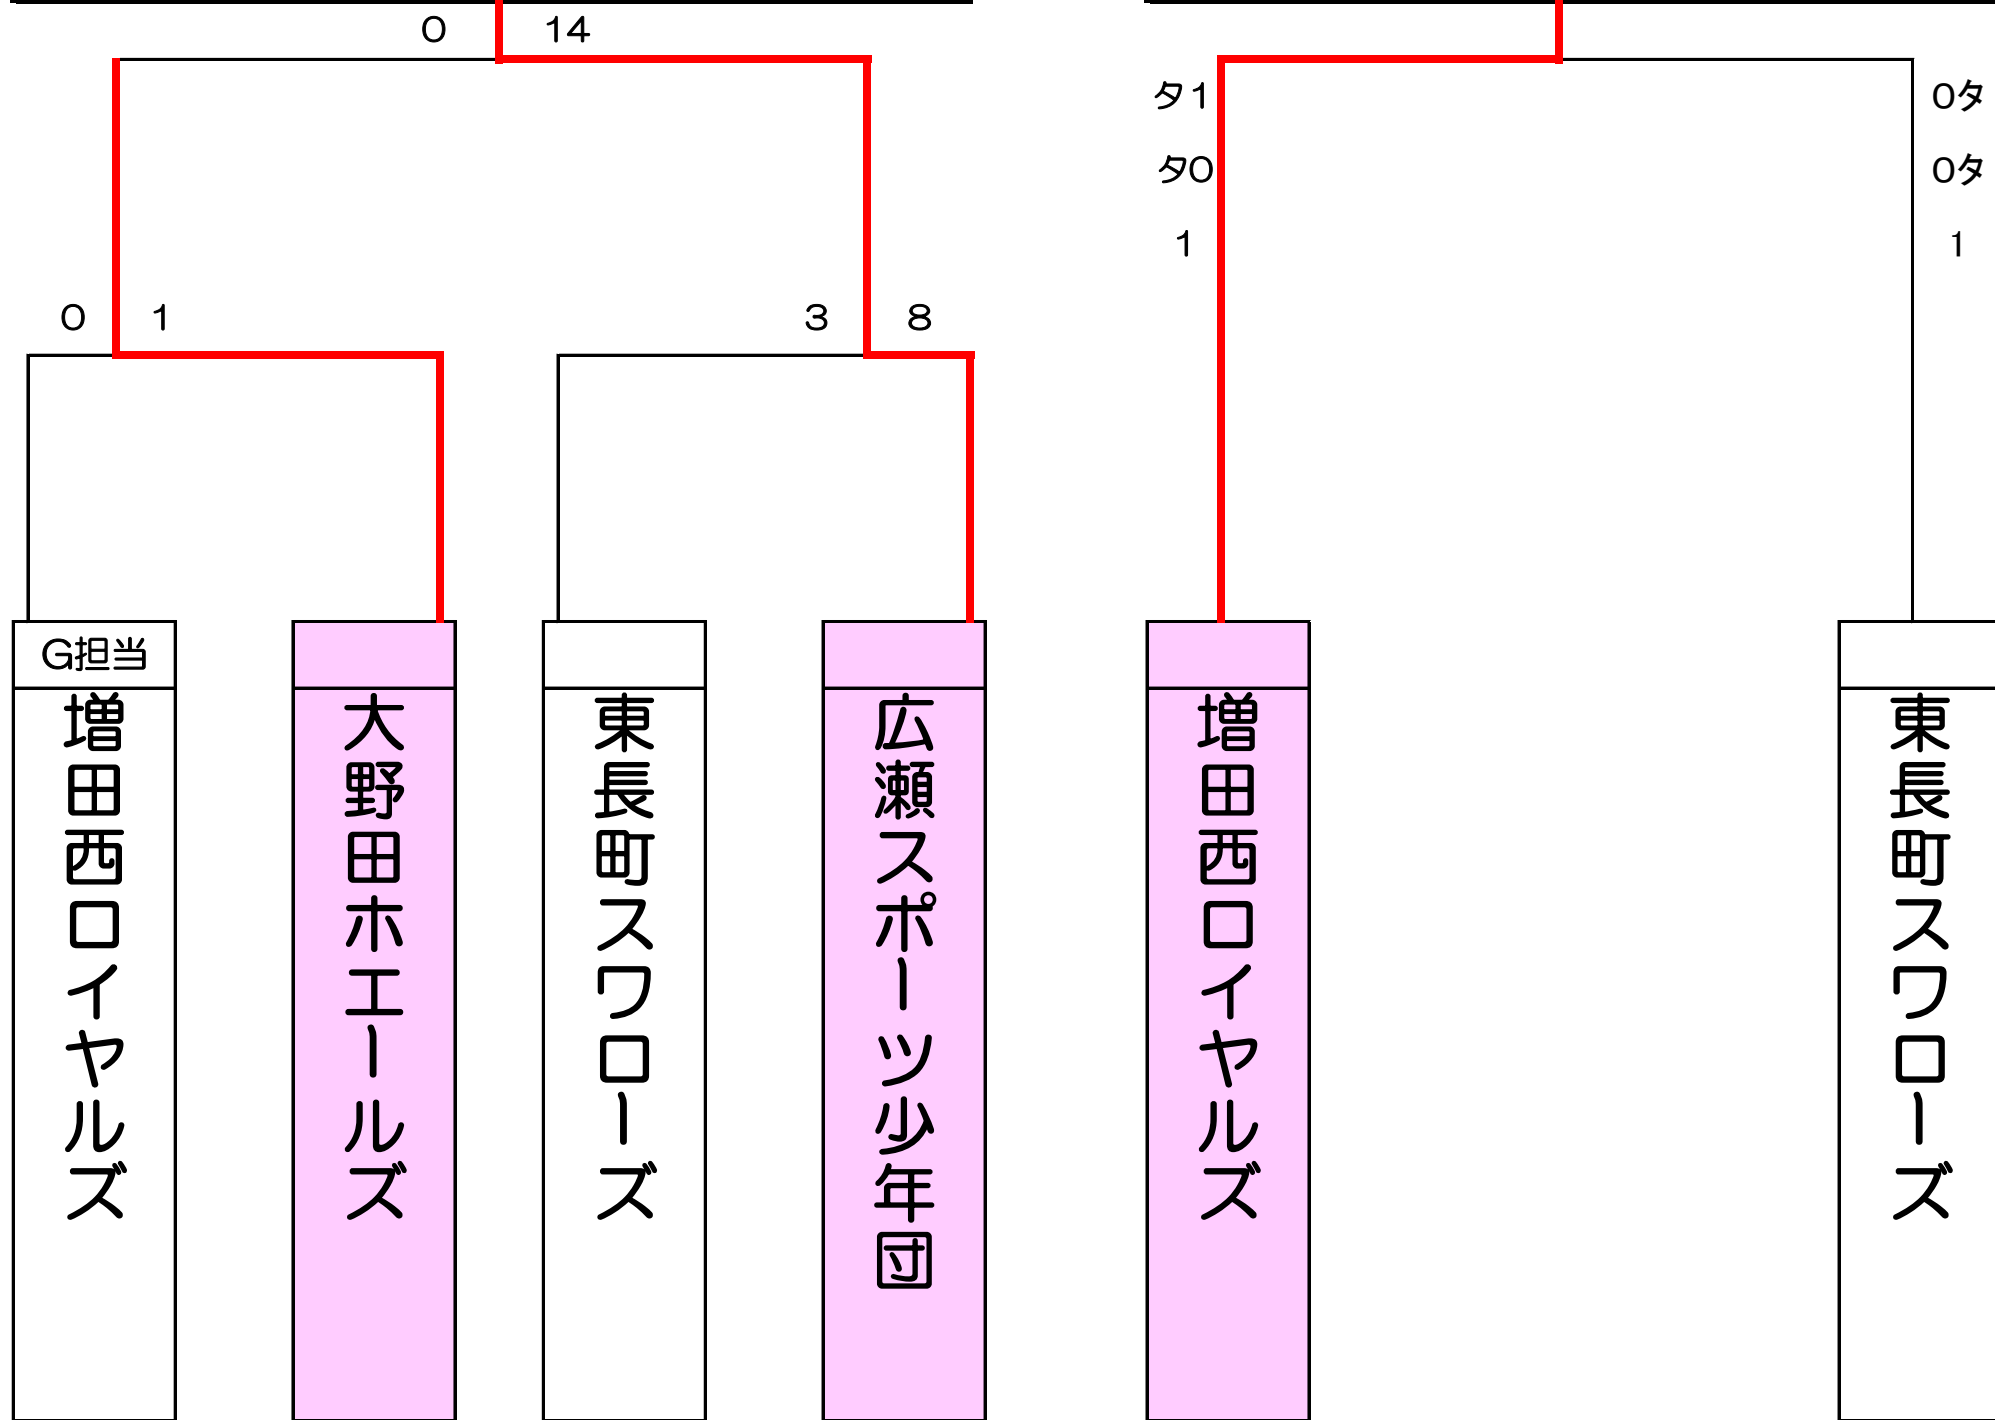 0 14
タ1 0タ
タ0 0タ
1 1
0 1 3 8
G担当
増田西ロイヤルズ
大野田ホエールズ
東長町スワローズ
広瀬スポーツ少年団
増田西ロイヤルズ
東長町スワローズ